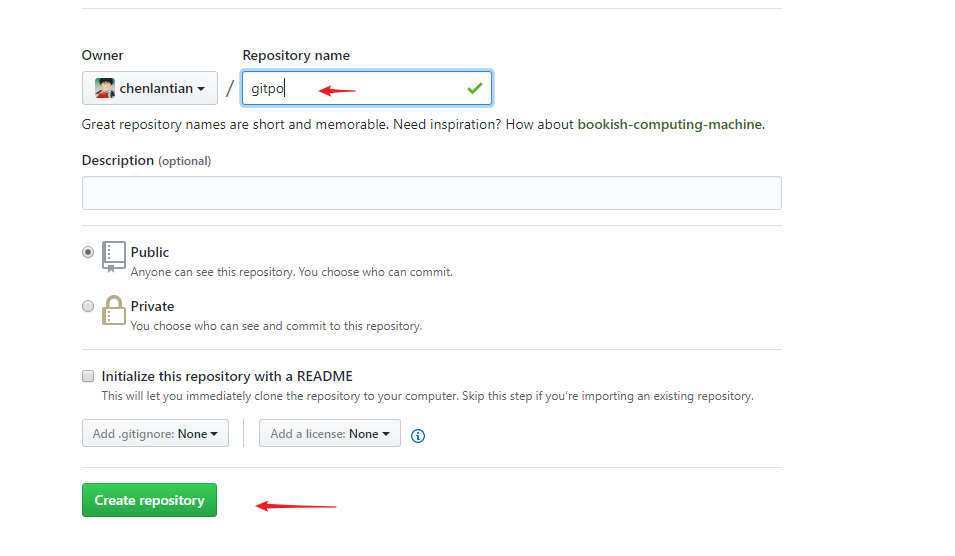 Owner
Repository name
chenlantian / gitpo
Great repository names are short and memorable. Need inspiration? How about bookish-computing-machine.
Description (optional)
Public
Anyone can see this repository. You choose who can commit.
Private
You choose who can see and commit to this repository.
Initialize this repository with a README
This will let you immediately clone the repository to your computer. Skip this step if you're importing an existing repository.
Add .gitignore: None
Add a license: None
Create repository